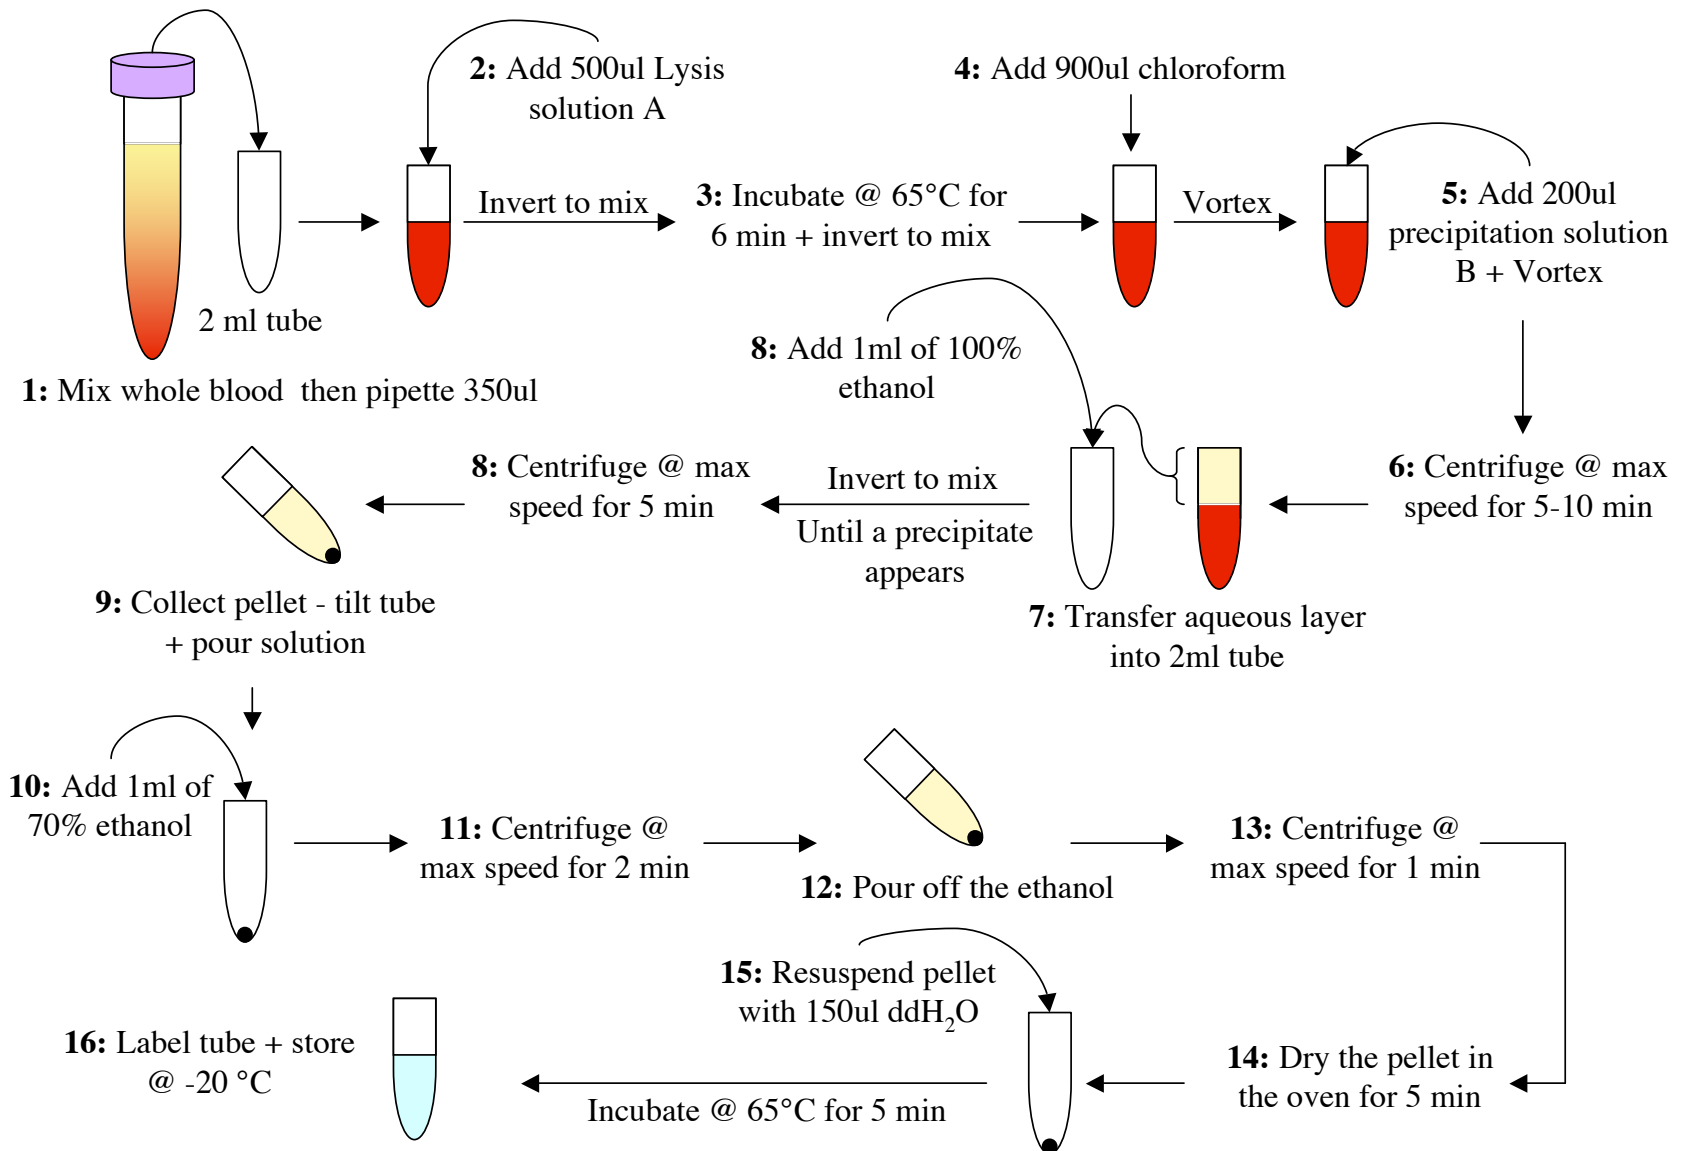 1: Mix whole blood  then pipette 350ul
2 ml tube
2: Add 500ul Lysis
solution A
Invert to mix
3: Incubate @ 65°C for
6 min + invert to mix
4: Add 900ul chloroform
Vortex
5: Add 200ul
precipitation solution
B + Vortex
6: Centrifuge @ max
speed for 5-10 min
7: Transfer aqueous layer
into 2ml tube
8: Add 1ml of 100%
ethanol
Invert to mix
Until a precipitate
appears
8: Centrifuge @ max
speed for 5 min
9: Collect pellet - tilt tube
+ pour solution
10: Add 1ml of
70% ethanol
11: Centrifuge @
max speed for 2 min
12: Pour off the ethanol
13: Centrifuge @
max speed for 1 min
14: Dry the pellet in
the oven for 5 min
15: Resuspend pellet
with 150ul ddH₂O
Incubate @ 65°C for 5 min
16: Label tube + store
@ -20 °C